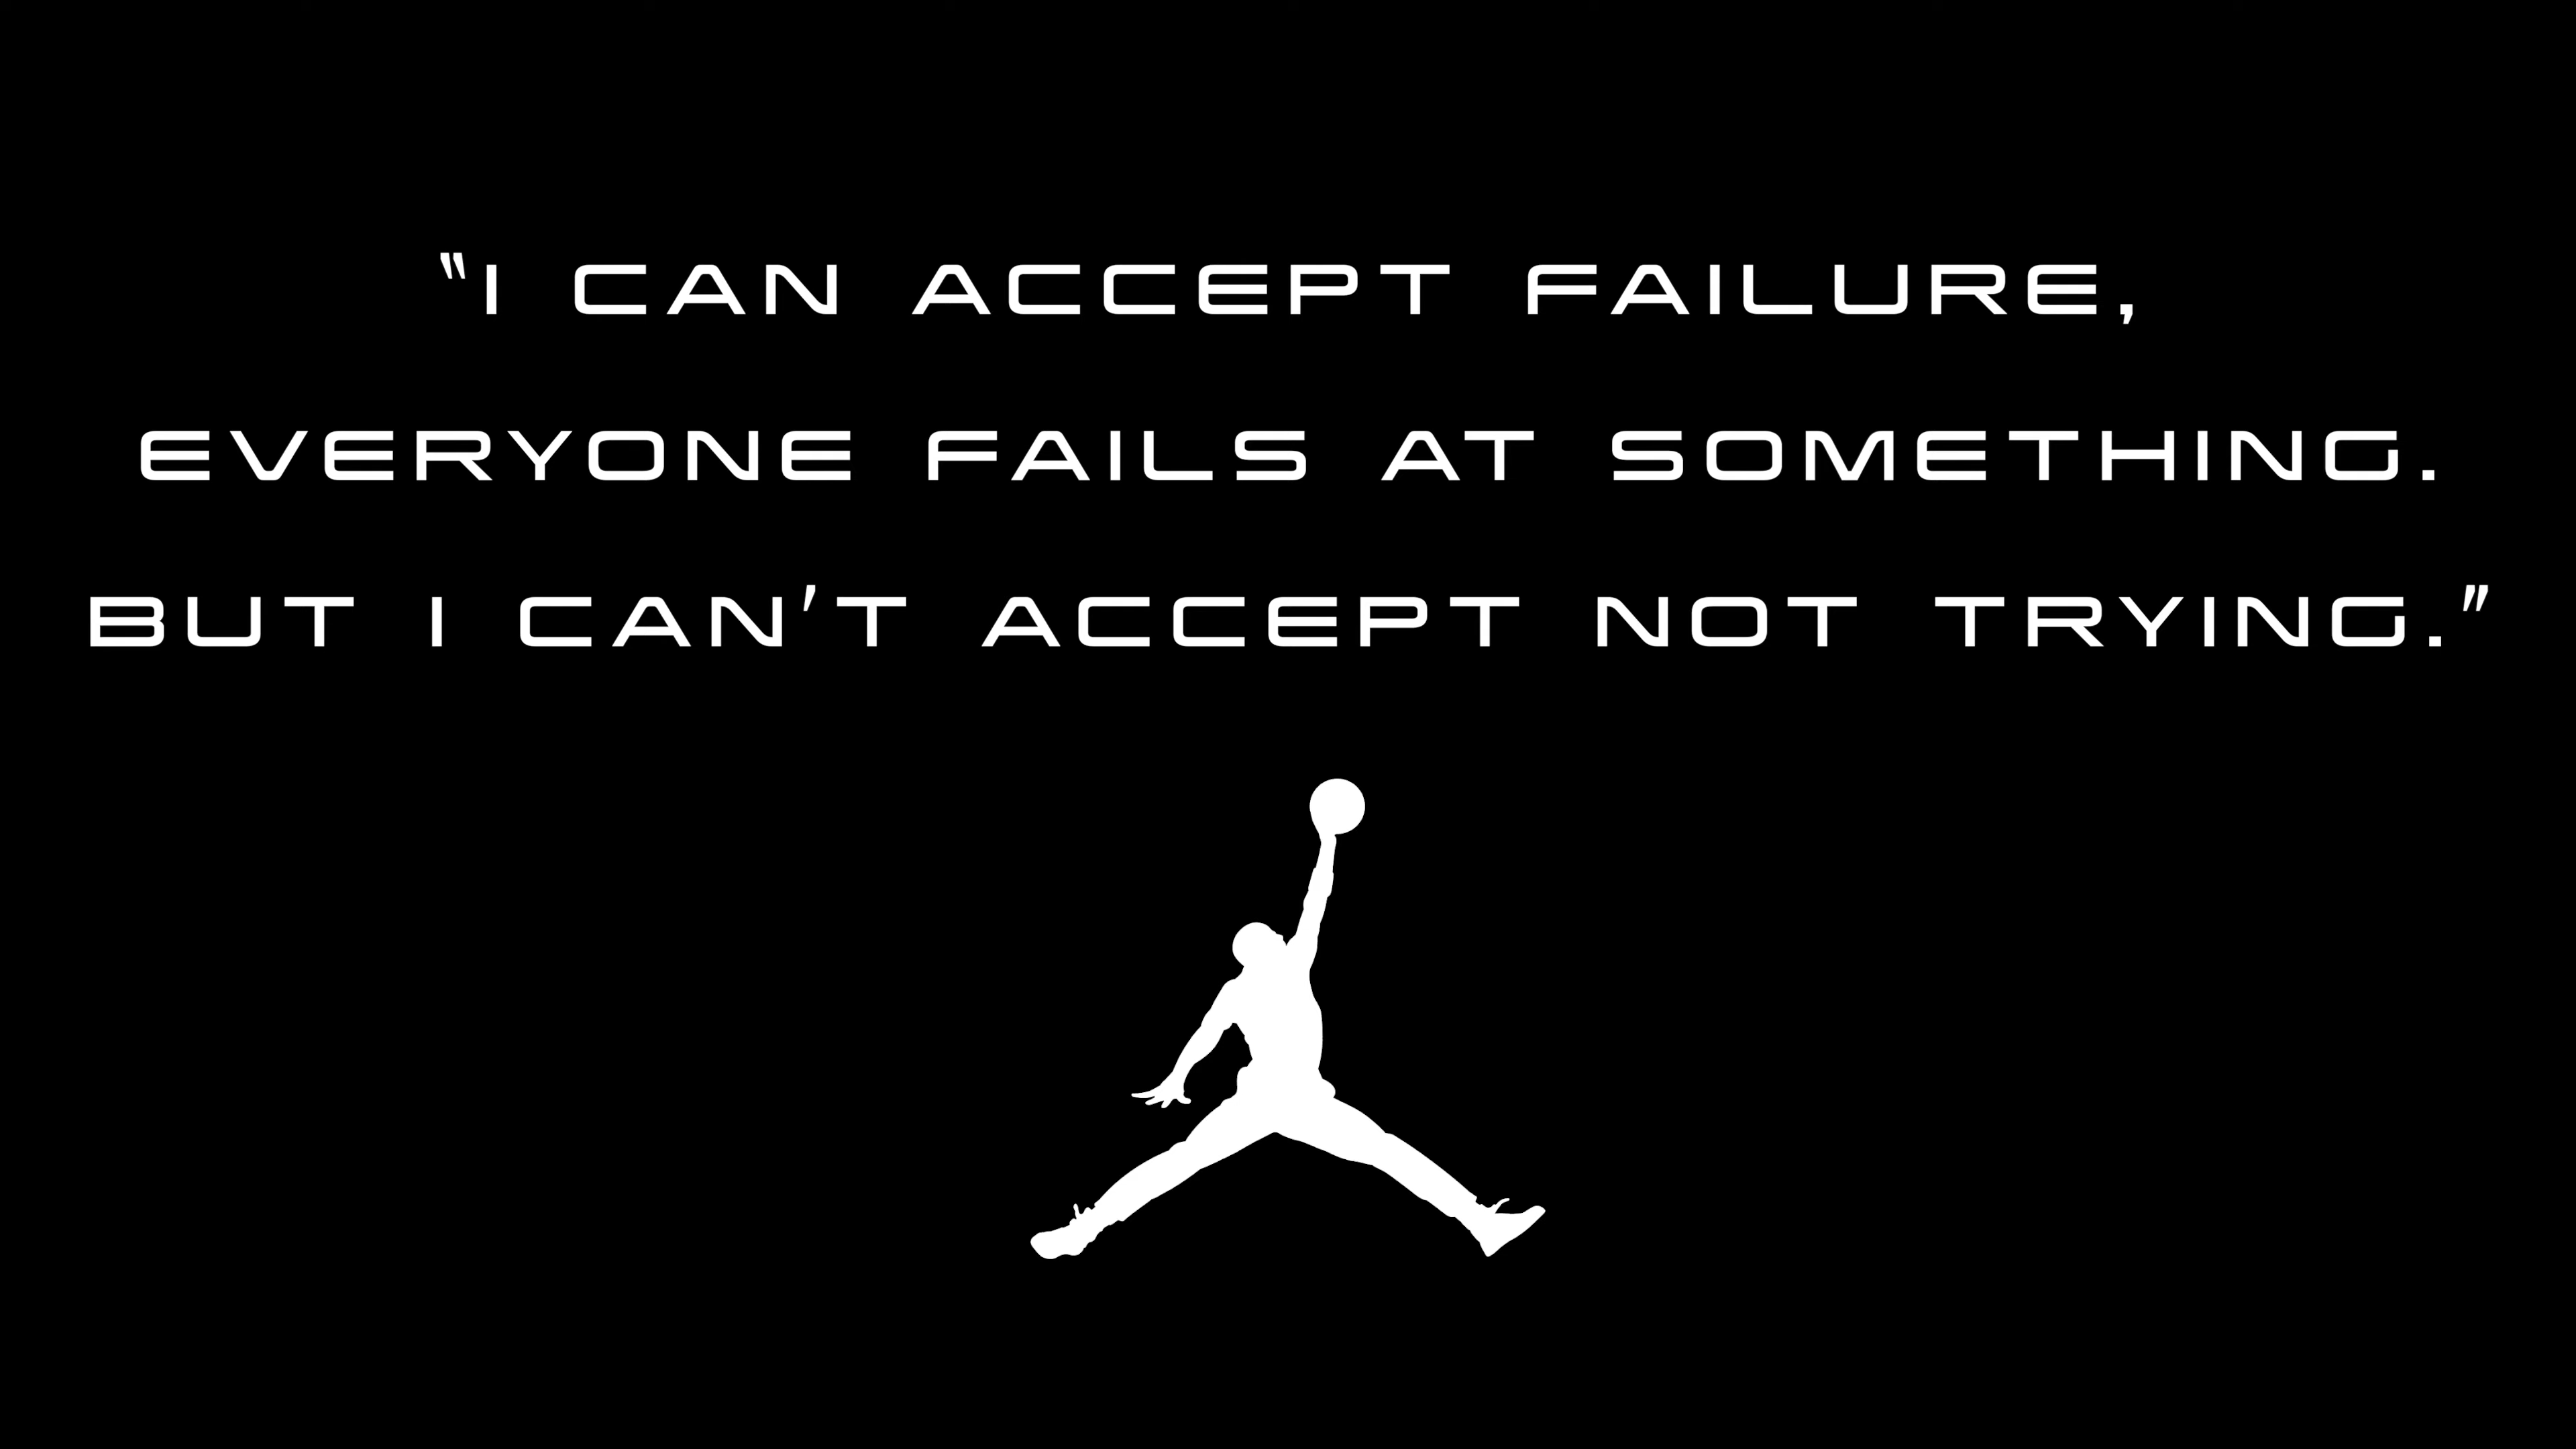 “I CAN ACCEPT FAILURE,
EVERYONE FAILS AT SOMETHING.
BUT I CAN’T ACCEPT NOT TRYING.”